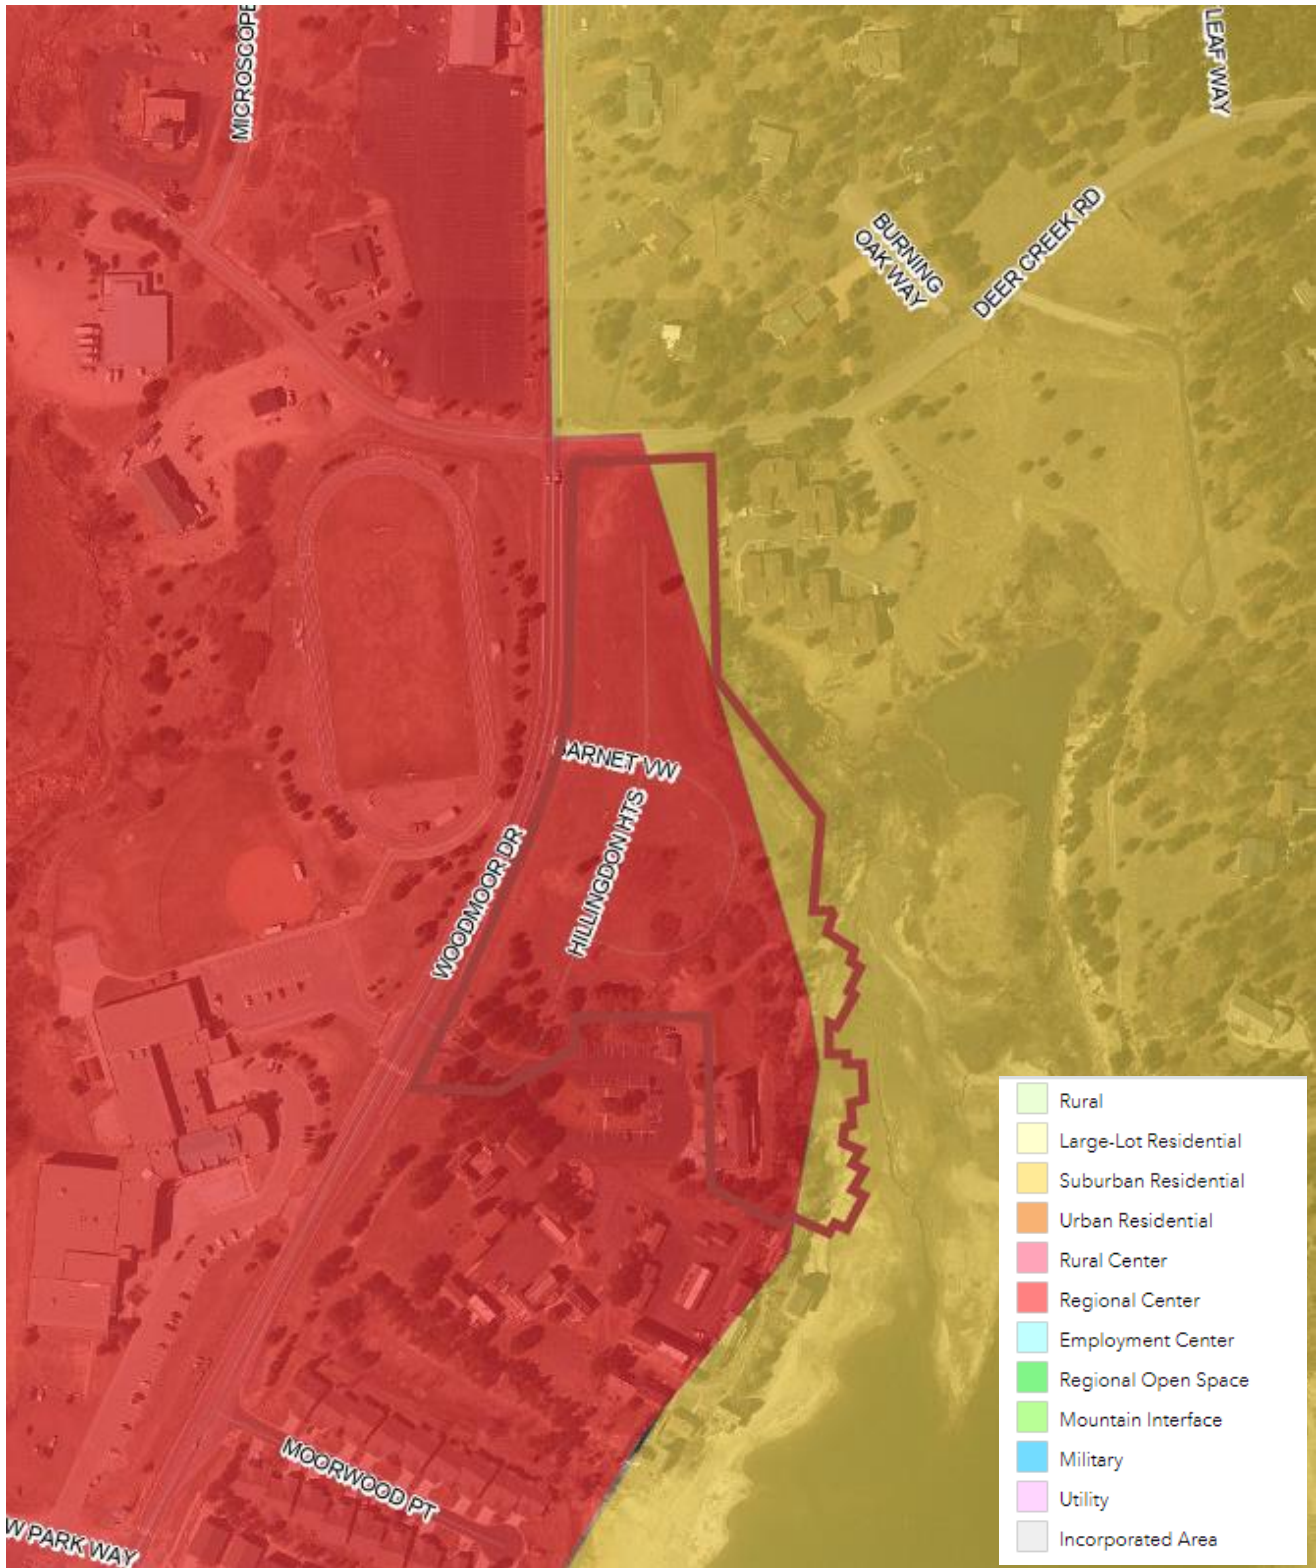 MICROSCOPE
LEAF WAY
BURNING
OAK WAY
DEER CREEK RD
BARNET VW
HILLINGDON HTS
WOODMOOR DR
MOORWOOD PT
W PARK WAY
Rural
Large-Lot Residential
Suburban Residential
Urban Residential
Rural Center
Regional Center
Employment Center
Regional Open Space
Mountain Interface
Military
Utility
Incorporated Area